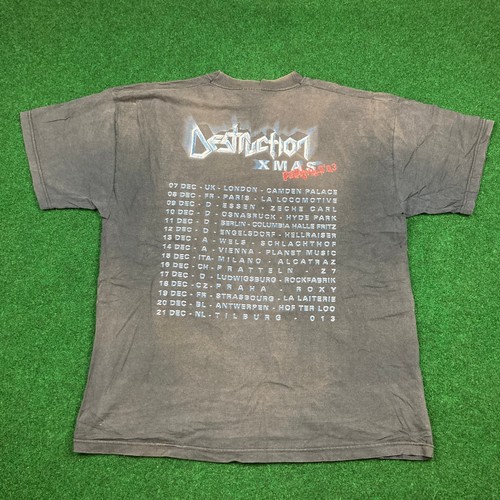 DESTRUCTION
XMAS
07 DEC - UK - LONDON - CAMDEN PALACE
08 DEC - FR - PARIS - LA LOCOMOTIVE
09 DEC - D - ESSEN - ZECHE CARL
10 DEC - D - OSNABRUCK - HYDE PARK
11 DEC - D - BERLIN - COLUMBIA HALLE FRITZ
12 DEC - D - ENGELSDORF - HELLRAISER
13 DEC - A - WELS - SCHLACHTHOF
14 DEC - A - VIENNA - PLANET MUSIC
15 DEC - ITA - MILANO - ALCATRAZ
16 DEC - CH - PRATTELN - Z7
17 DEC - D - LUDWIGSBURG - ROCKFABRIK
18 DEC - CZ - PRAHA - ROXY
19 DEC - FR - STRASBOURG - LA LAITERIE
20 DEC - BL - ANTWERPEN - HOF TER LOO
21 DEC - NL - TILBURG - 013